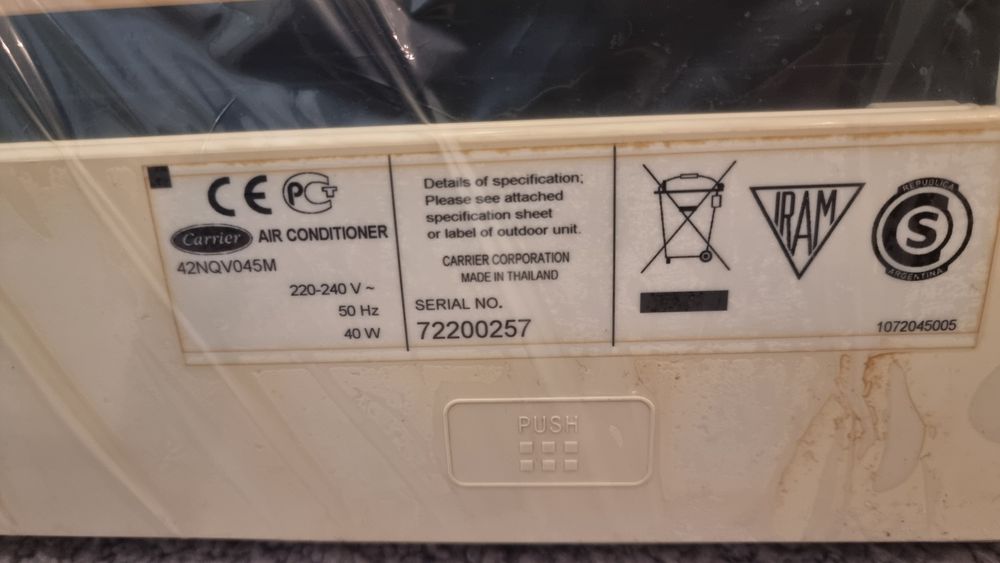 CE PCT
Carrier AIR CONDITIONER
42NQV045M
220-240 V ~
50 Hz
40 W
Details of specification;
Please see attached
specification sheet
or label of outdoor unit.
CARRIER CORPORATION
MADE IN THAILAND
SERIAL NO.
72200257
IRAM
REPUBLICA
S
ARGENTINA
1072045005
PUSH